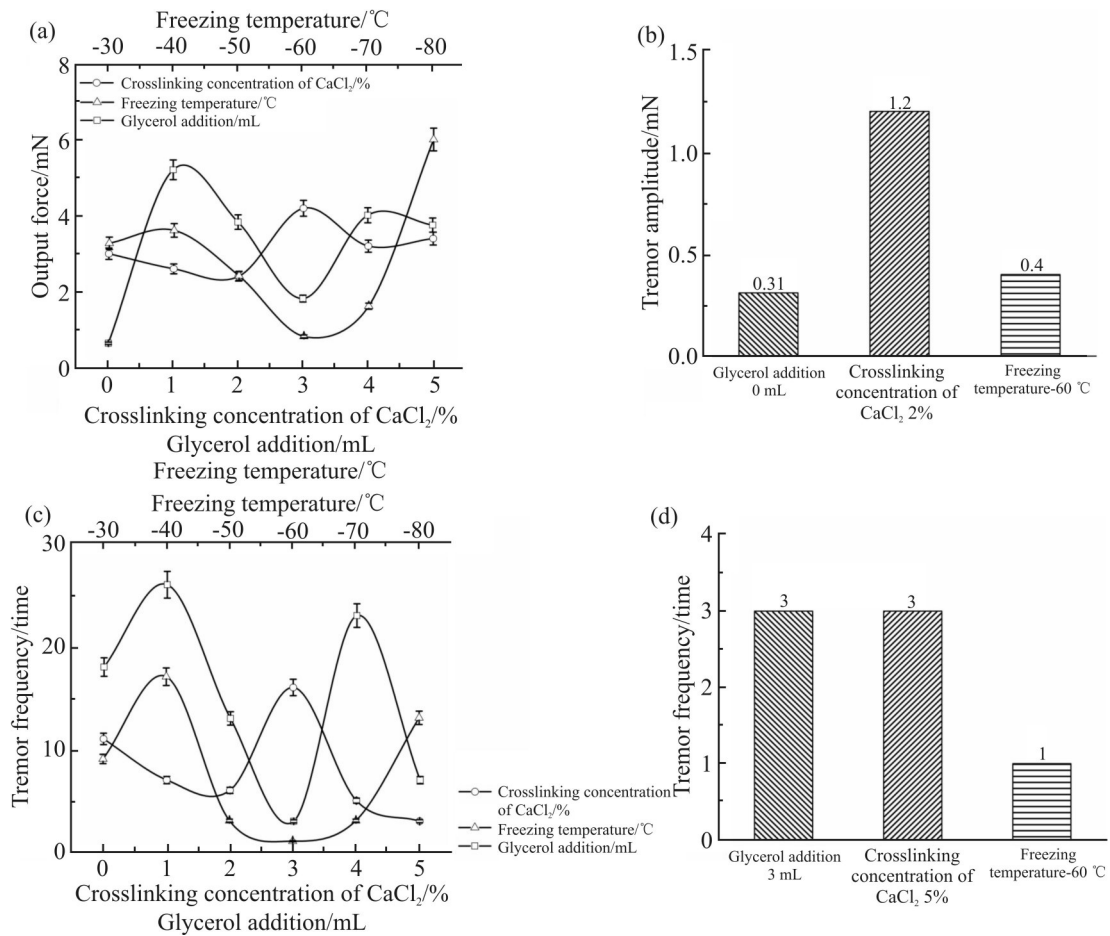 (a)
Freezing temperature/℃
-30 -40 -50 -60 -70 -80
8
6
4
2
0
Output force/mN
Crosslinking concentration of CaCl₂/%
Freezing temperature/℃
Glycerol addition/mL
0 1 2 3 4 5
Crosslinking concentration of CaCl₂/%
Glycerol addition/mL
Freezing temperature/℃
(b)
1.5
1.0
0.5
0.0
Tremor amplitude/mN
0.31
1.2
0.4
Glycerol addition
0 mL
Crosslinking
concentration of
CaCl₂ 2%
Freezing
temperature-60 ℃
(c)
Freezing temperature/℃
-30 -40 -50 -60 -70 -80
30
20
10
0
Tremor frequency/time
Crosslinking concentration
of CaCl₂/%
Freezing temperature/℃
Glycerol addition/mL
0 1 2 3 4 5
Crosslinking concentration of CaCl₂/%
Glycerol addition/mL
(d)
4
3
2
1
0
Tremor frequency/time
3
3
1
Glycerol addition
3 mL
Crosslinking
concentration of
CaCl₂ 5%
Freezing
temperature-60 ℃